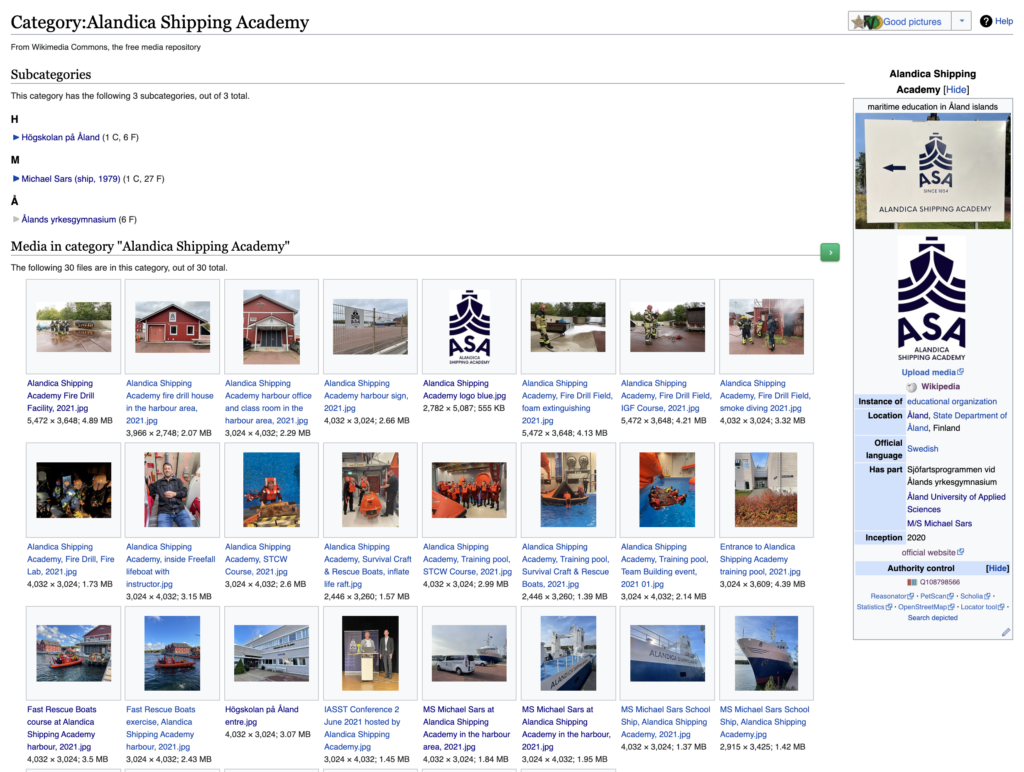 Category:Alandica Shipping Academy
Good pictures
Help
From Wikimedia Commons, the free media repository
Subcategories
This category has the following 3 subcategories, out of 3 total.
H
Högskolan på Åland (1 C, 6 F)
M
Michael Sars (ship, 1979) (1 C, 27 F)
Å
Ålands yrkesgymnasium (6 F)
Media in category "Alandica Shipping Academy"
The following 30 files are in this category, out of 30 total.
ASA
ALANDICA
SHIPPING ACADEMY
Alandica Shipping
Academy Fire Drill
Facility, 2021.jpg
5,472 × 3,648; 4.89 MB
Alandica Shipping
Academy fire drill house
in the harbour area,
2021.jpg
3,966 × 2,748; 2.07 MB
Alandica Shipping
Academy harbour office
and class room in the
harbour area, 2021.jpg
3,024 × 4,032; 2.29 MB
Alandica Shipping
Academy harbour sign,
2021.jpg
4,032 × 3,024; 2.66 MB
Alandica Shipping
Academy logo blue.jpg
2,782 × 5,087; 555 KB
Alandica Shipping
Academy, Fire Drill Field,
foam extinguishing
2021.jpg
5,472 × 3,648; 4.13 MB
Alandica Shipping
Academy, Fire Drill Field,
IGF Course, 2021.jpg
5,472 × 3,648; 4.21 MB
Alandica Shipping
Academy, Fire Drill Field,
smoke diving 2021.jpg
4,032 × 3,024; 3.32 MB
Alandica Shipping
Academy, Fire Drill, Fire
Lab, 2021.jpg
4,032 × 3,024; 1.73 MB
Alandica Shipping
Academy, inside Freefall
lifeboat with
instructor.jpg
3,024 × 4,032; 3.15 MB
Alandica Shipping
Academy, STCW
Course, 2021.jpg
3,024 × 4,032; 2.6 MB
Alandica Shipping
Academy, Survival Craft
& Rescue Boats, inflate
life raft.jpg
2,446 × 3,260; 1.57 MB
Alandica Shipping
Academy, Training pool,
STCW Course, 2021.jpg
4,032 × 3,024; 2.99 MB
Alandica Shipping
Academy, Training pool,
Survival Craft & Rescue
Boats, 2021.jpg
2,446 × 3,260; 1.39 MB
Alandica Shipping
Academy, Training pool,
Team Building event,
2021 01.jpg
3,024 × 4,032; 2.14 MB
Entrance to Alandica
Shipping Academy
training pool, 2021.jpg
3,024 × 3,609; 4.39 MB
Fast Rescue Boats
course at Alandica
Shipping Academy
harbour, 2021.jpg
4,032 × 3,024; 3.5 MB
Fast Rescue Boats
exercise, Alandica
Shipping Academy
harbour, 2021.jpg
3,024 × 4,032; 2.43 MB
Högskolan på Åland
entre.jpg
4,032 × 3,024; 3.07 MB
IASST Conference 2
June 2021 hosted by
Alandica Shipping
Academy.jpg
3,024 × 4,032; 1.45 MB
MS Michael Sars at
Alandica Shipping
Academy in the harbour
area, 2021.jpg
4,032 × 3,024; 1.84 MB
MS Michael Sars at
Alandica Shipping
Academy in the harbour,
2021.jpg
3,024 × 4,032; 1.95 MB
MS Michael Sars School
Ship, Alandica Shipping
Academy, 2021.jpg
4,032 × 3,024; 1.37 MB
MS Michael Sars School
Ship, Alandica Shipping
Academy.jpg
2,915 × 3,425; 1.42 MB
Alandica Shipping
Academy [Hide]
maritime education in Åland islands
ASA
SINCE 1854
ALANDICA SHIPPING ACADEMY
ASA
ALANDICA
SHIPPING ACADEMY
Upload media
Wikipedia
Instance of educational organization
Location Åland, State Department of
Åland, Finland
Official language Swedish
Has part Sjöfartsprogrammen vid
Ålands yrkesgymnasium
Åland University of Applied
Sciences
M/S Michael Sars
Inception 2020
official website
Authority control [Hide]
Q108798566
Reasonator • PetScan • Scholia •
Statistics • OpenStreetMap • Locator tool •
Search depicted